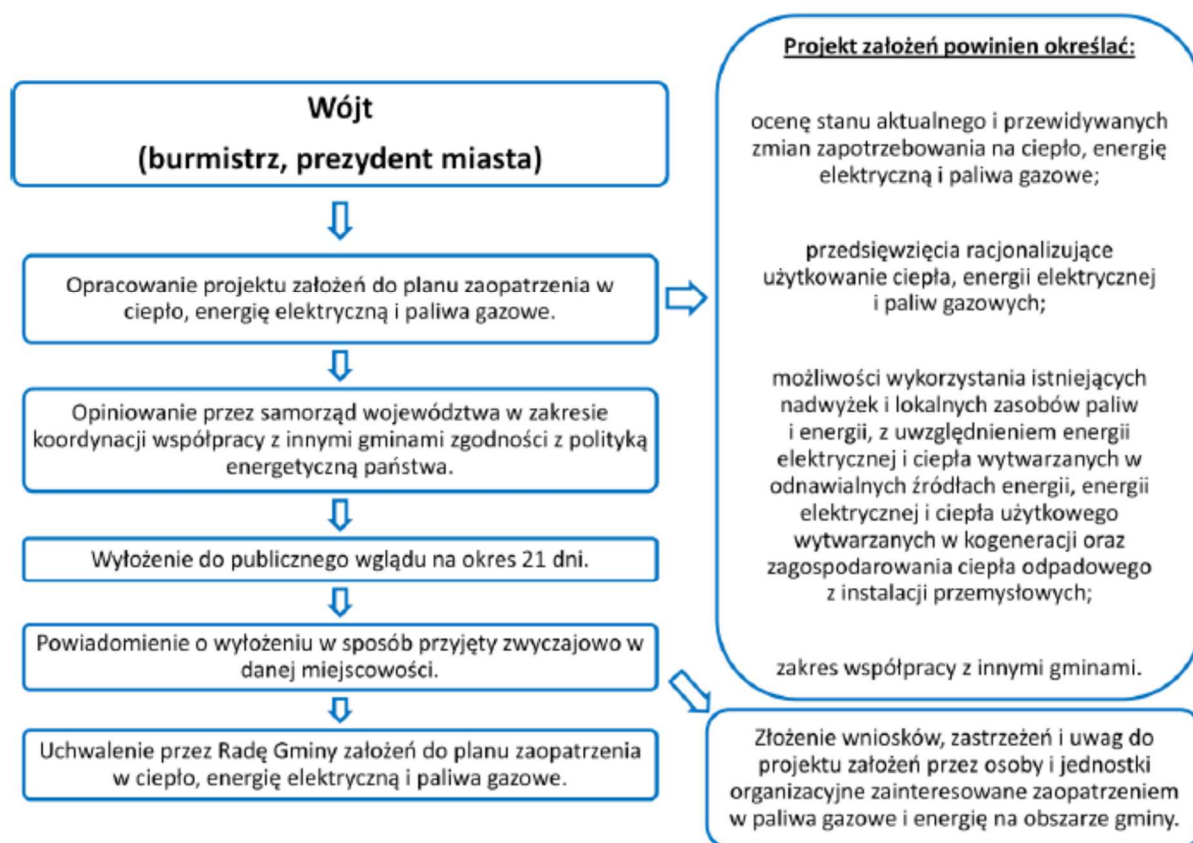 Wójt
(burmistrz, prezydent miasta)
Opracowanie projektu założeń do planu zaopatrzenia w
ciepło, energię elektryczną i paliwa gazowe.
Opiniowanie przez samorząd województwa w zakresie
koordynacji współpracy z innymi gminami zgodności z polityką
energetyczną państwa.
Wyłożenie do publicznego wglądu na okres 21 dni.
Powiadomienie o wyłożeniu w sposób przyjęty zwyczajowo w
danej miejscowości.
Uchwalenie przez Radę Gminy założeń do planu zaopatrzenia
w ciepło, energię elektryczną i paliwa gazowe.
Projekt założeń powinien określać:
ocenę stanu aktualnego i przewidywanych
zmian zapotrzebowania na ciepło, energię
elektryczną i paliwa gazowe;
przedsięwzięcia racjonalizujące
użytkowanie ciepła, energii elektrycznej
i paliw gazowych;
możliwości wykorzystania istniejących
nadwyżek i lokalnych zasobów paliw
i energii, z uwzględnieniem energii
elektrycznej i ciepła wytwarzanych w
odnawialnych źródłach energii, energii
elektrycznej i ciepła użytkowego
wytwarzanych w kogeneracji oraz
zagospodarowania ciepła odpadowego
z instalacji przemysłowych;
zakres współpracy z innymi gminami.
Złożenie wniosków, zastrzeżeń i uwag do
projektu założeń przez osoby i jednostki
organizacyjne zainteresowane zaopatrzeniem
w paliwa gazowe i energię na obszarze gminy.